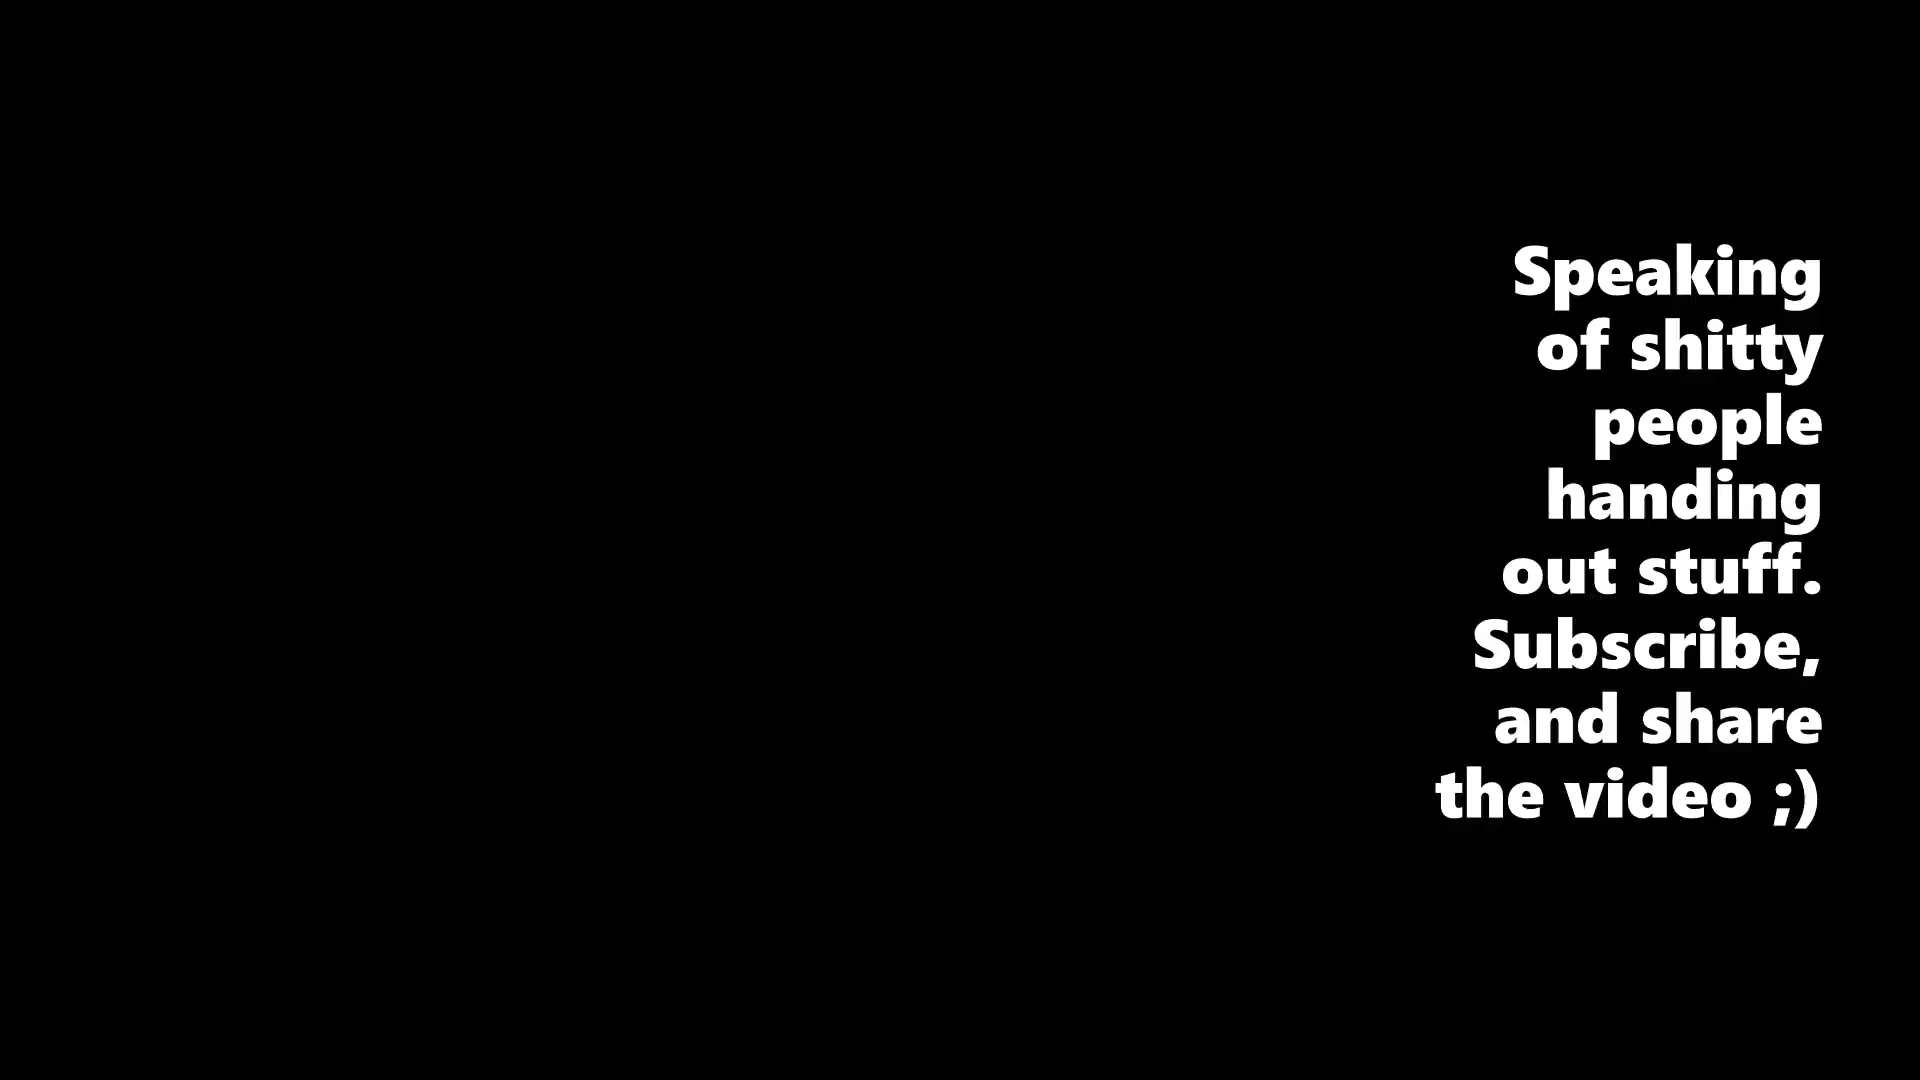 Speaking
of shitty
people
handing
out stuff.
Subscribe,
and share
the video ;)